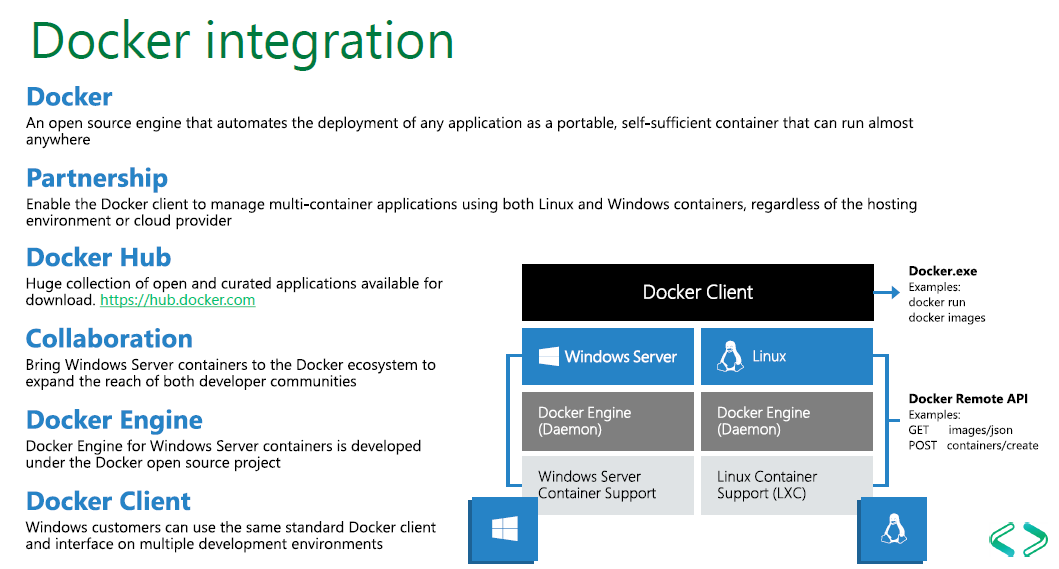 Docker integration
Docker
An open source engine that automates the deployment of any application as a portable, self-sufficient container that can run almost
anywhere
Partnership
Enable the Docker client to manage multi-container applications using both Linux and Windows containers, regardless of the hosting
environment or cloud provider
Docker Hub
Huge collection of open and curated applications available for
download. https://hub.docker.com
Collaboration
Bring Windows Server containers to the Docker ecosystem to
expand the reach of both developer communities
Docker Engine
Docker Engine for Windows Server containers is developed
under the Docker open source project
Docker Client
Windows customers can use the same standard Docker client
and interface on multiple development environments
Docker Client
Windows Server
Linux
Docker Engine
(Daemon)
Docker Engine
(Daemon)
Windows Server
Container Support
Linux Container
Support (LXC)
Docker.exe
Examples:
docker run
docker images
Docker Remote API
Examples:
GET images/json
POST containers/create